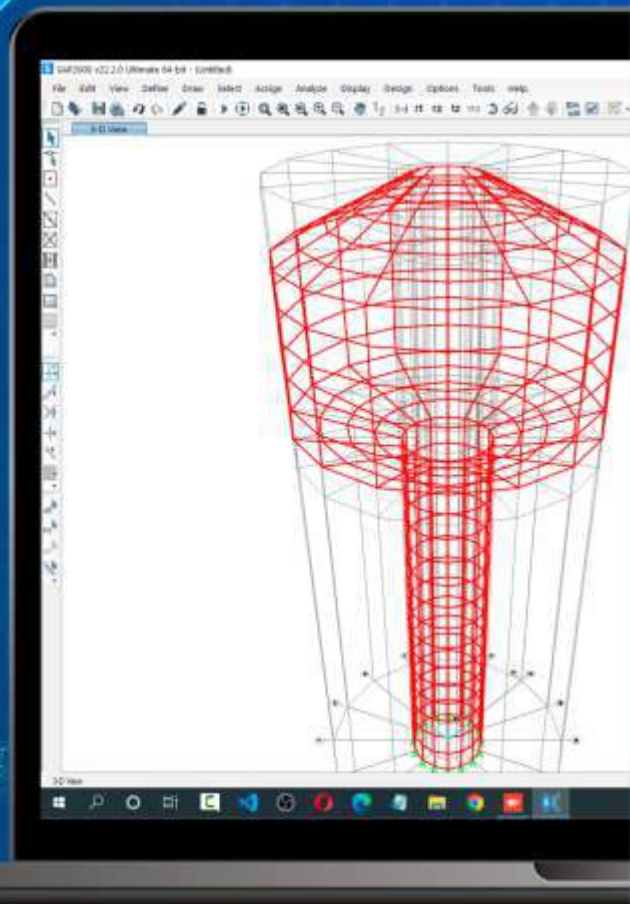 SAP2000 v22.2.0 Ultimate 64-bit - (Untitled)
File Edit View Define Draw Select Assign Analyze Display Design Options Tools Help
3-D View
3-D View